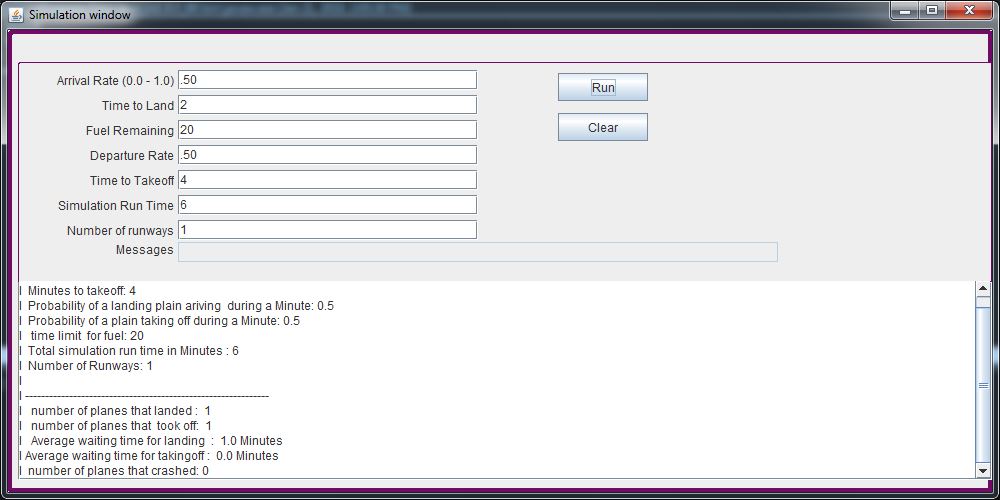 Simulation window
Arrival Rate (0.0 - 1.0) .50
Time to Land 2
Fuel Remaining 20
Departure Rate .50
Time to Takeoff 4
Simulation Run Time 6
Number of runways 1
Messages
Run
Clear
| Minutes to takeoff: 4
| Probability of a landing plain ariving during a Minute: 0.5
| Probability of a plain taking off during a Minute: 0.5
| time limit for fuel: 20
| Total simulation run time in Minutes : 6
| Number of Runways: 1
|
| -------------------------------------------------------------
| number of planes that landed : 1
| number of planes that took off: 1
| Average waiting time for landing : 1.0 Minutes
| Average waiting time for takingoff : 0.0 Minutes
| number of planes that crashed: 0